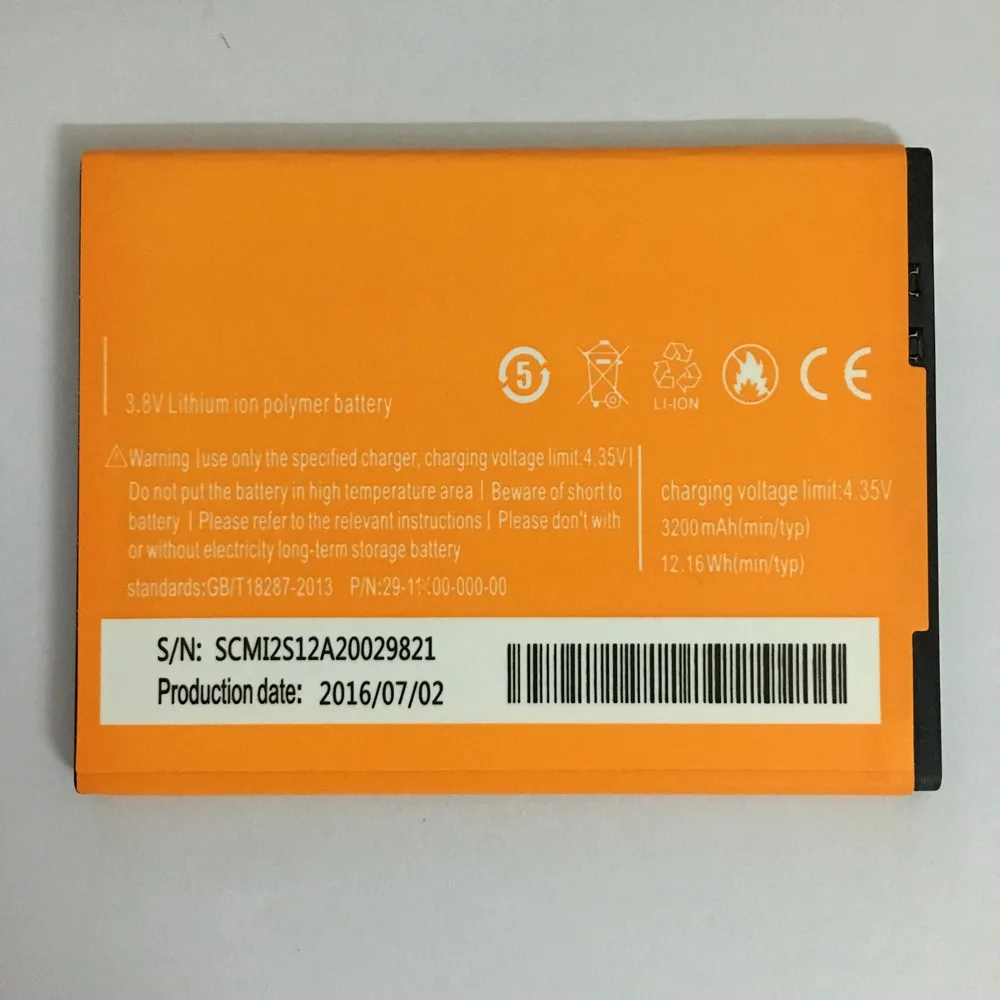 5
LI-ION
CE
3.8V Lithium ion polymer battery
Warning | use only the specified charger, charging voltage limit:4.35V|
Do not put the battery in high temperature area | Beware of short to
battery | Please refer to the relevant instructions | Please don't with
or without electricity long-term storage battery
standards:GB/T18287-2013 P/N:
charging voltage limit:4.35V
3200mAh(min/typ)
12.16Wh(min/typ)
S/N: SCMI2S12A20029821
Production date: 2016/07/02